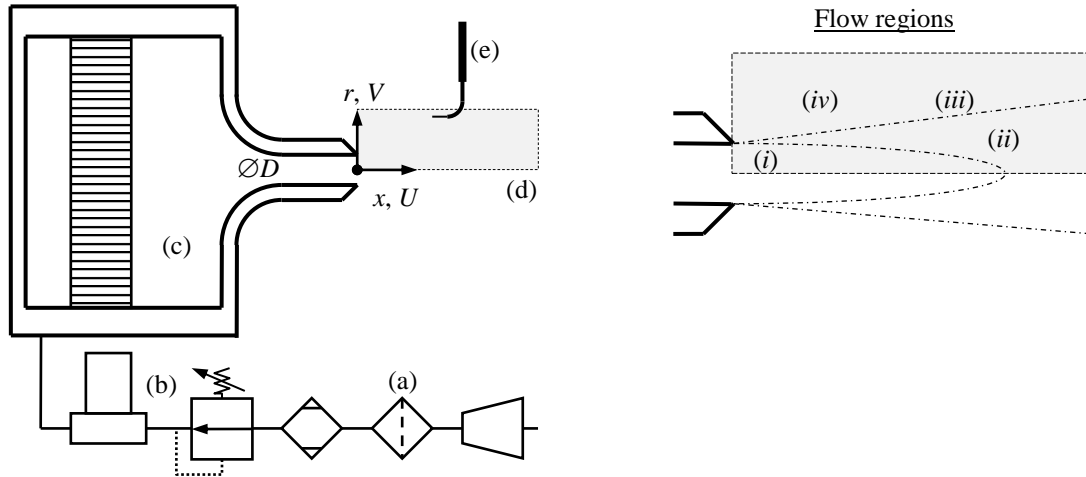 Flow regions
(e)
r, V
(iv)
(iii)
(ii)
(i)
∅D
x, U
(d)
(c)
(b)
(a)